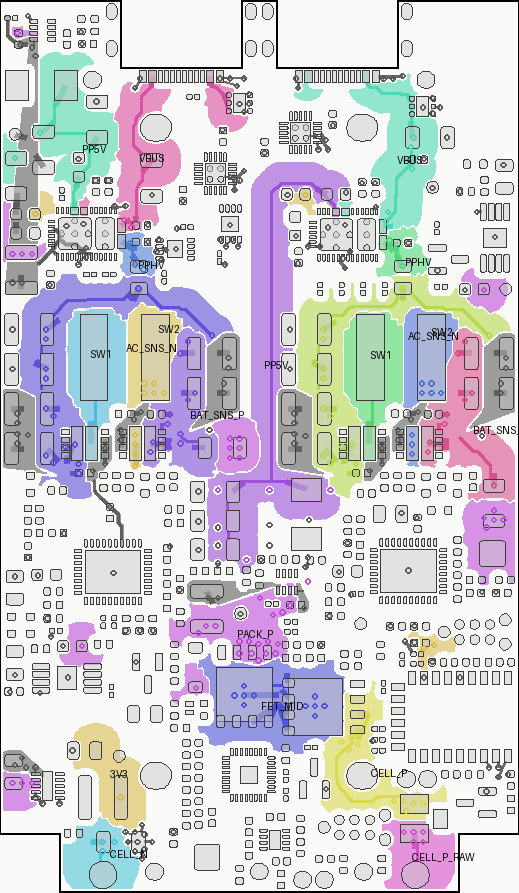 PP5V
VBUS
VBUS
PPHV
PPHV
SW2
SW2
AC_SNS_N
AC_SNS_N
SW1
SW1
PP5V
BAT_SNS_P
BAT_SNS_
PACK_P
FET_MID
3V3
CELL_P
CELL_N
CELL_P_RAW